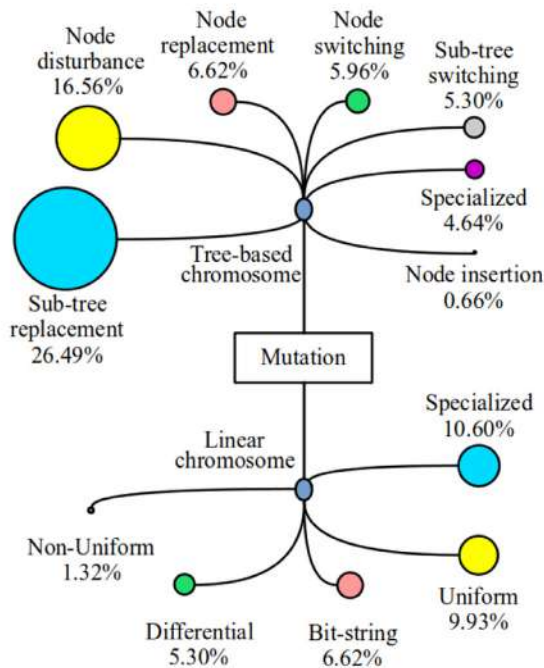 Node
disturbance
16.56%
Node
replacement
6.62%
Node
switching
5.96%
Sub-tree
switching
5.30%
Specialized
4.64%
Tree-based
chromosome
Node insertion
0.66%
Sub-tree
replacement
26.49%
Mutation
Specialized
10.60%
Linear
chromosome
Non-Uniform
1.32%
Differential
5.30%
Bit-string
6.62%
Uniform
9.93%